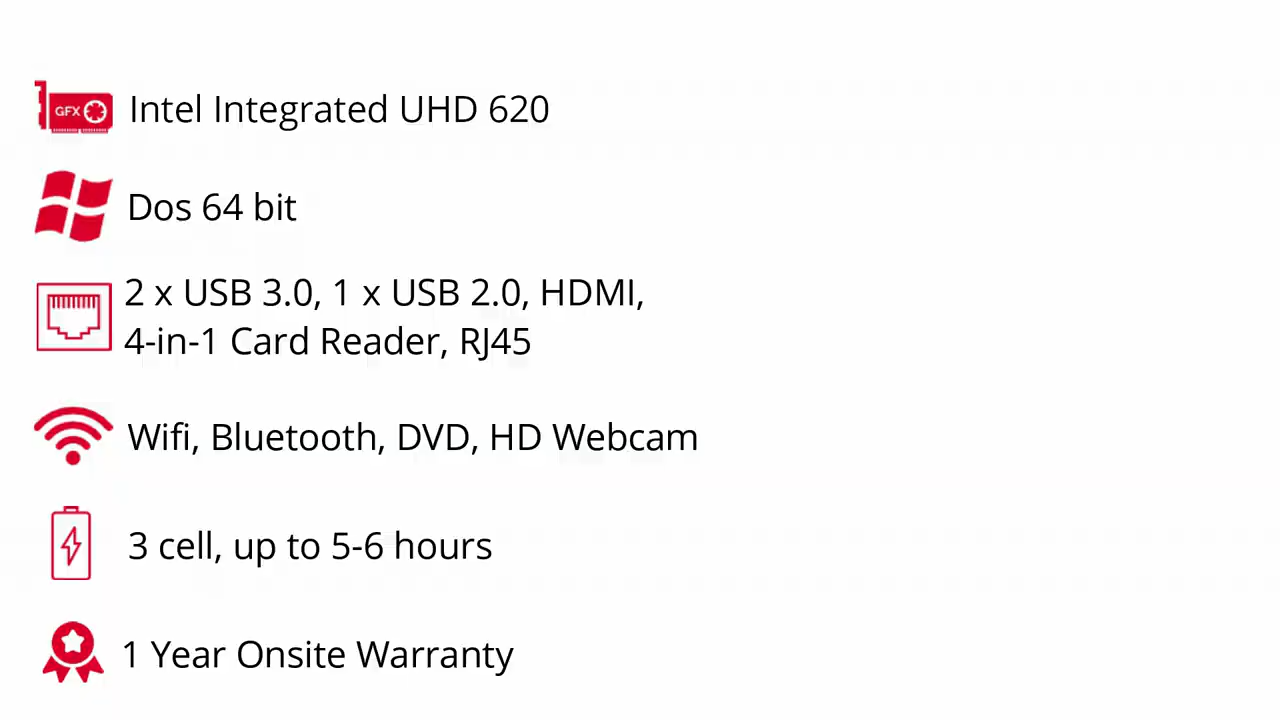 GFX
Intel Integrated UHD 620
Dos 64 bit
2 x USB 3.0, 1 x USB 2.0, HDMI,
4-in-1 Card Reader, RJ45
Wifi, Bluetooth, DVD, HD Webcam
3 cell, up to 5-6 hours
1 Year Onsite Warranty